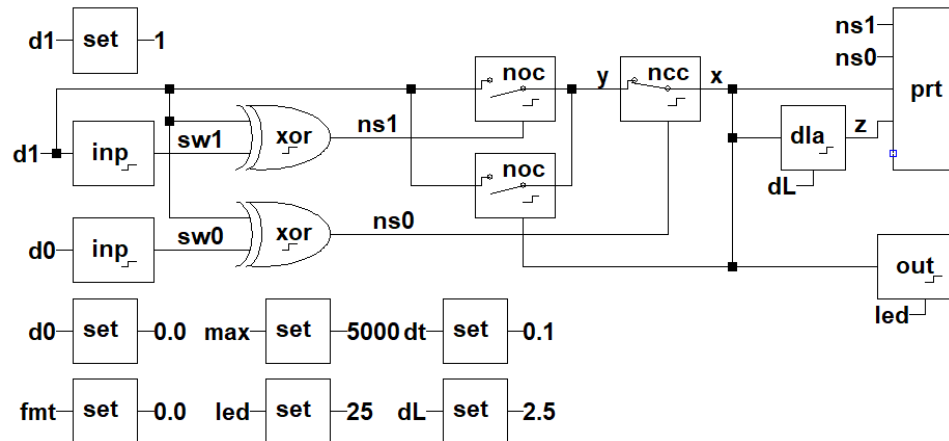 d1 set 1
ns1
ns0
prt
noc y ncc x
xor ns1
d1 inp sw1
dla z
dL
noc
d0 inp sw0 xor ns0
out
led
d0 set 0.0 max set 5000 dt set 0.1
fmt set 0.0 led set 25 dL set 2.5